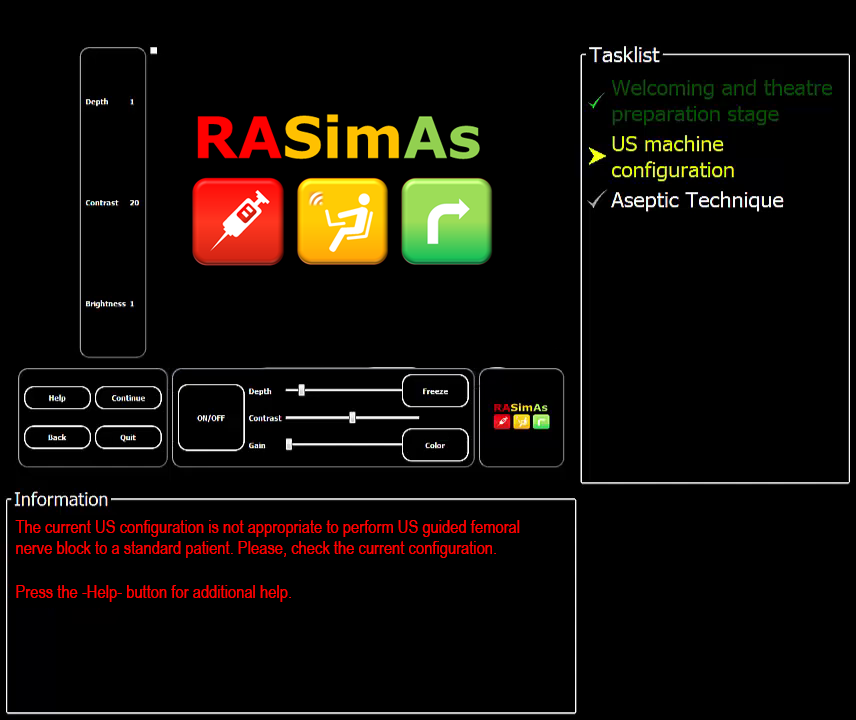 Depth 1
Contrast 20
Brightness 1
RASimAs
Tasklist
Welcoming and theatre
preparation stage
US machine
configuration
Aseptic Technique
Help
Continue
Back
Quit
ON/OFF
Depth
Contrast
Gain
Freeze
Color
RASimAs
Information
The current US configuration is not appropriate to perform US guided femoral
nerve block to a standard patient. Please, check the current configuration.
Press the -Help- button for additional help.